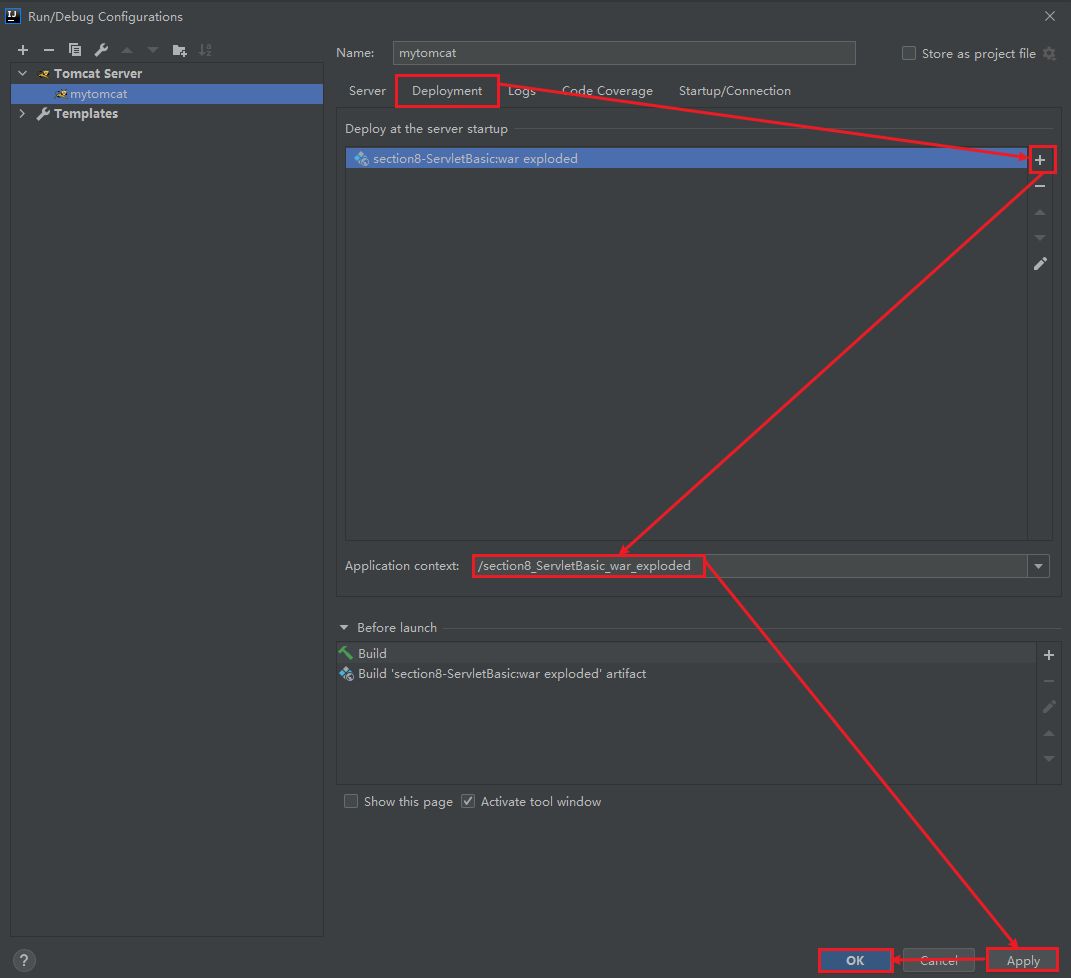 Run/Debug Configurations
Name: mytomcat
Store as project file
Tomcat Server
mytomcat
Templates
Server Deployment Logs Code Coverage Startup/Connection
Deploy at the server startup
section8-ServletBasic:war exploded
Application context: /section8_ServletBasic_war_exploded
Before launch
Build
Build 'section8-ServletBasic:war exploded' artifact
Show this page Activate tool window
? OK Cancel Apply